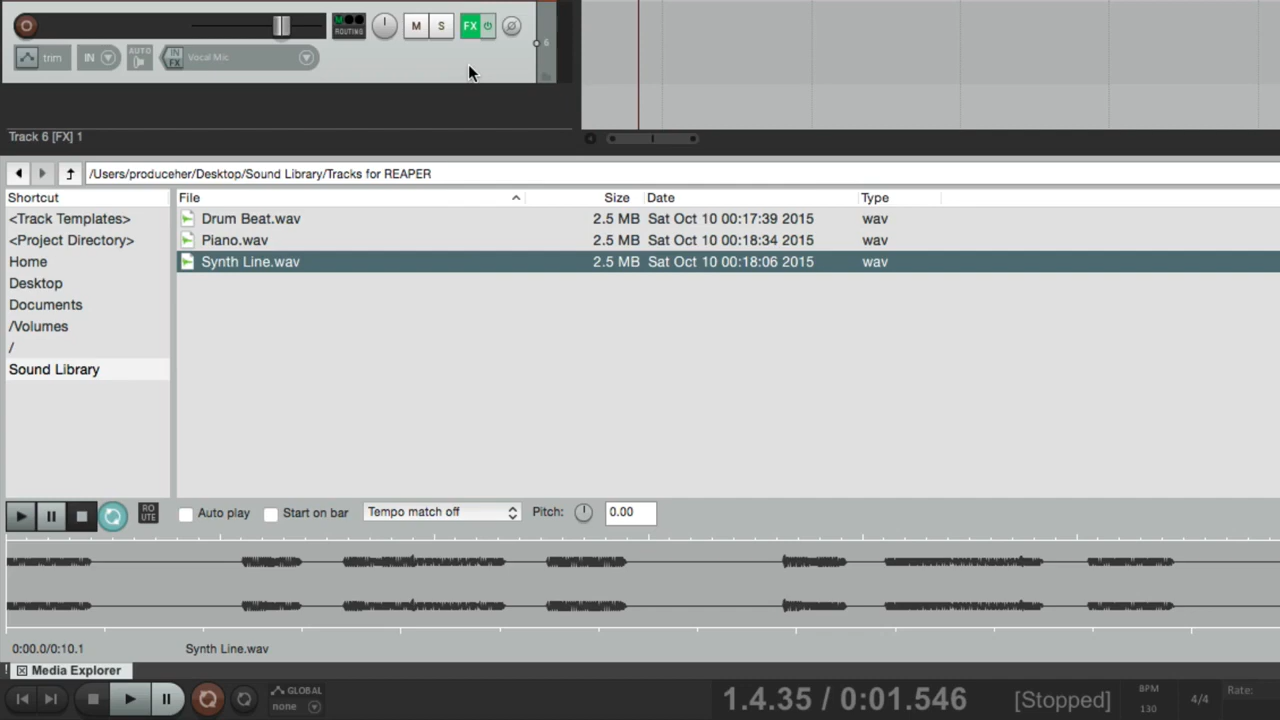 ROUTING
M
S
FX
trim
IN
AUTO
IN FX
Vocal Mic
6
Track 6 [FX] 1
/Users/produceher/Desktop/Sound Library/Tracks for REAPER
Shortcut
File
Size
Date
Type
<Track Templates>
Drum Beat.wav
2.5 MB
Sat Oct 10 00:17:39 2015
wav
<Project Directory>
Piano.wav
2.5 MB
Sat Oct 10 00:18:34 2015
wav
Home
Synth Line.wav
2.5 MB
Sat Oct 10 00:18:06 2015
wav
Desktop
Documents
/Volumes
/
Sound Library
RO
UTE
Auto play
Start on bar
Tempo match off
Pitch:
0.00
0:00.0/0:10.1
Synth Line.wav
!
Media Explorer
GLOBAL
none
1.4.35 / 0:01.546
[Stopped]
BPM
130
4/4
Rate: